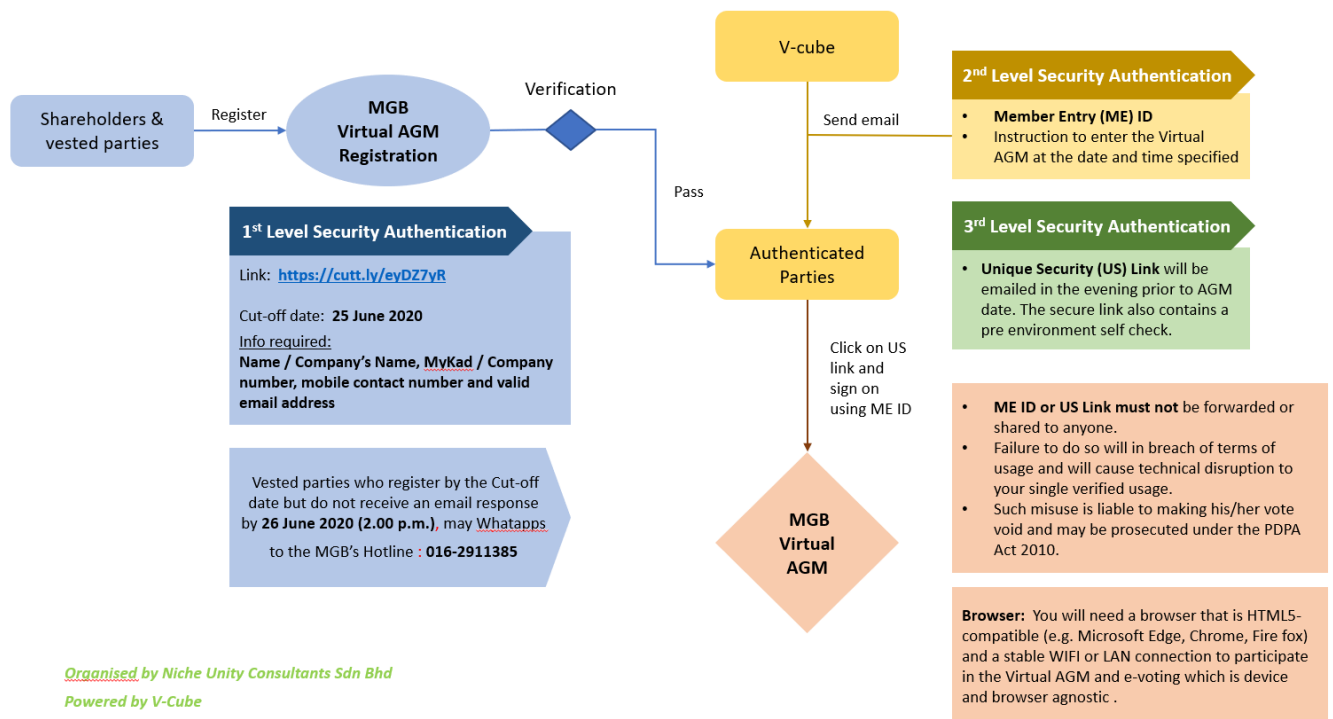 Shareholders &
vested parties
Register
MGB
Virtual AGM
Registration
Verification
Pass
V-cube
Send email
Authenticated
Parties
Click on US
link and
sign on
using ME ID
MGB
Virtual
AGM
1st Level Security Authentication
Link: https://cutt.ly/eyDZ7yR
Cut-off date: 25 June 2020
Info required:
Name / Company's Name, MyKad / Company
number, mobile contact number and valid
email address
Vested parties who register by the Cut-off
date but do not receive an email response
by 26 June 2020 (2.00 p.m.), may Whatapps
to the MGB's Hotline : 016-2911385
2nd Level Security Authentication
• Member Entry (ME) ID
• Instruction to enter the Virtual
AGM at the date and time specified
3rd Level Security Authentication
• Unique Security (US) Link will be
emailed in the evening prior to AGM
date. The secure link also contains a
pre environment self check.
• ME ID or US Link must not be forwarded or
shared to anyone.
• Failure to do so will in breach of terms of
usage and will cause technical disruption to
your single verified usage.
• Such misuse is liable to making his/her vote
void and may be prosecuted under the PDPA
Act 2010.
Browser: You will need a browser that is HTML5-
compatible (e.g. Microsoft Edge, Chrome, Fire fox)
and a stable WIFI or LAN connection to participate
in the Virtual AGM and e-voting which is device
and browser agnostic .
Organised by Niche Unity Consultants Sdn Bhd
Powered by V-Cube